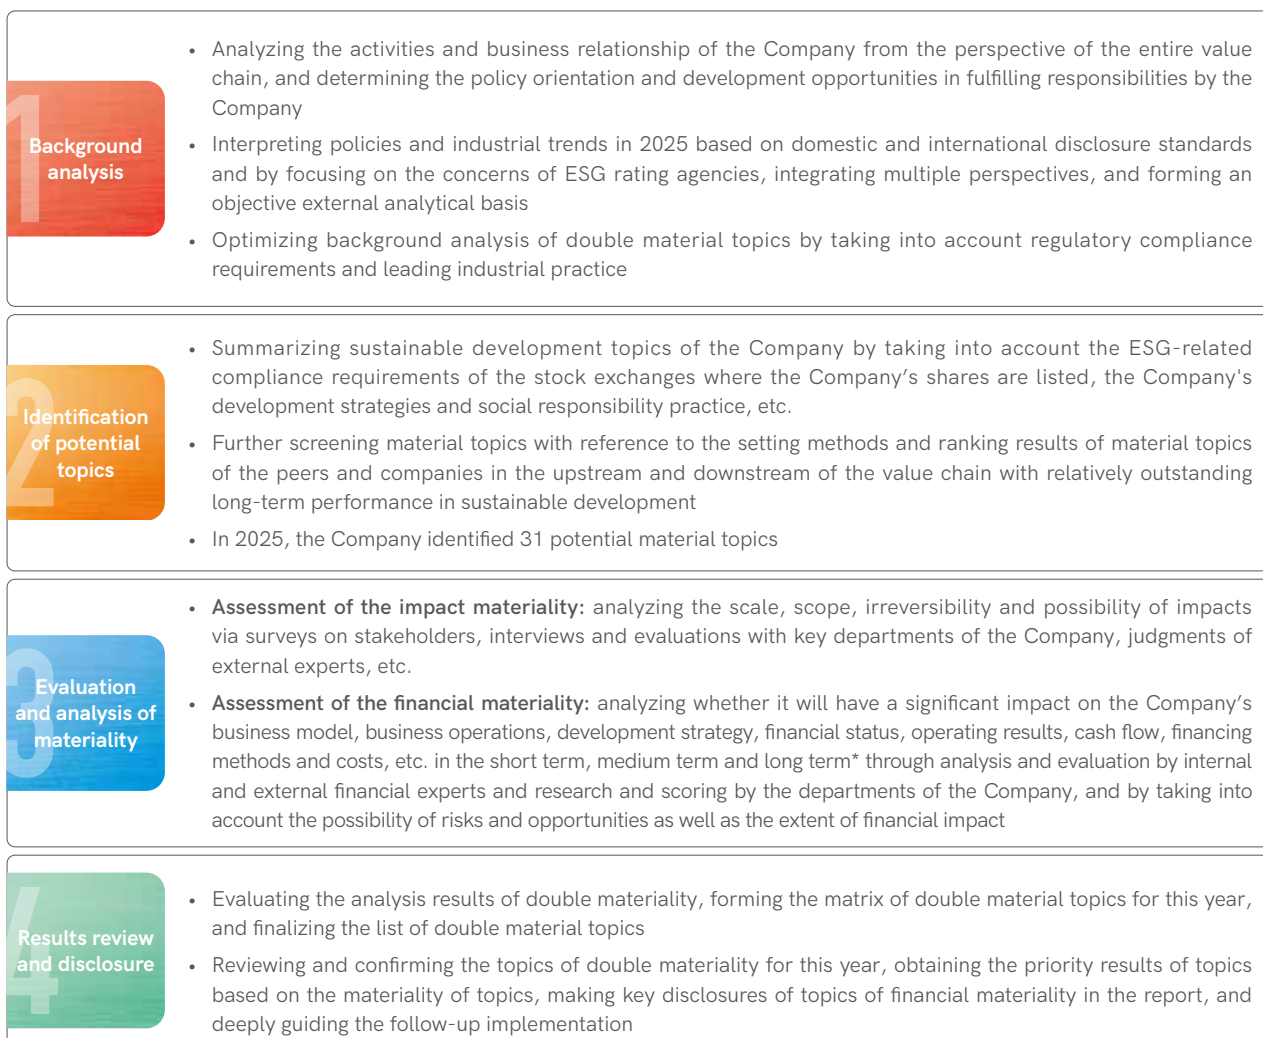 1
Background
analysis
• Analyzing the activities and business relationship of the Company from the perspective of the entire value
chain, and determining the policy orientation and development opportunities in fulfilling responsibilities by the
Company
• Interpreting policies and industrial trends in 2025 based on domestic and international disclosure standards
and by focusing on the concerns of ESG rating agencies, integrating multiple perspectives, and forming an
objective external analytical basis
• Optimizing background analysis of double material topics by taking into account regulatory compliance
requirements and leading industrial practice
2
Identification
of potential
topics
• Summarizing sustainable development topics of the Company by taking into account the ESG-related
compliance requirements of the stock exchanges where the Company’s shares are listed, the Company's
development strategies and social responsibility practice, etc.
• Further screening material topics with reference to the setting methods and ranking results of material topics
of the peers and companies in the upstream and downstream of the value chain with relatively outstanding
long-term performance in sustainable development
• In 2025, the Company identified 31 potential material topics
3
Evaluation
and analysis of
materiality
• Assessment of the impact materiality: analyzing the scale, scope, irreversibility and possibility of impacts
via surveys on stakeholders, interviews and evaluations with key departments of the Company, judgments of
external experts, etc.
• Assessment of the financial materiality: analyzing whether it will have a significant impact on the Company’s
business model, business operations, development strategy, financial status, operating results, cash flow, financing
methods and costs, etc. in the short term, medium term and long term* through analysis and evaluation by internal
and external financial experts and research and scoring by the departments of the Company, and by taking into
account the possibility of risks and opportunities as well as the extent of financial impact
4
Results review
and disclosure
• Evaluating the analysis results of double materiality, forming the matrix of double material topics for this year,
and finalizing the list of double material topics
• Reviewing and confirming the topics of double materiality for this year, obtaining the priority results of topics
based on the materiality of topics, making key disclosures of topics of financial materiality in the report, and
deeply guiding the follow-up implementation